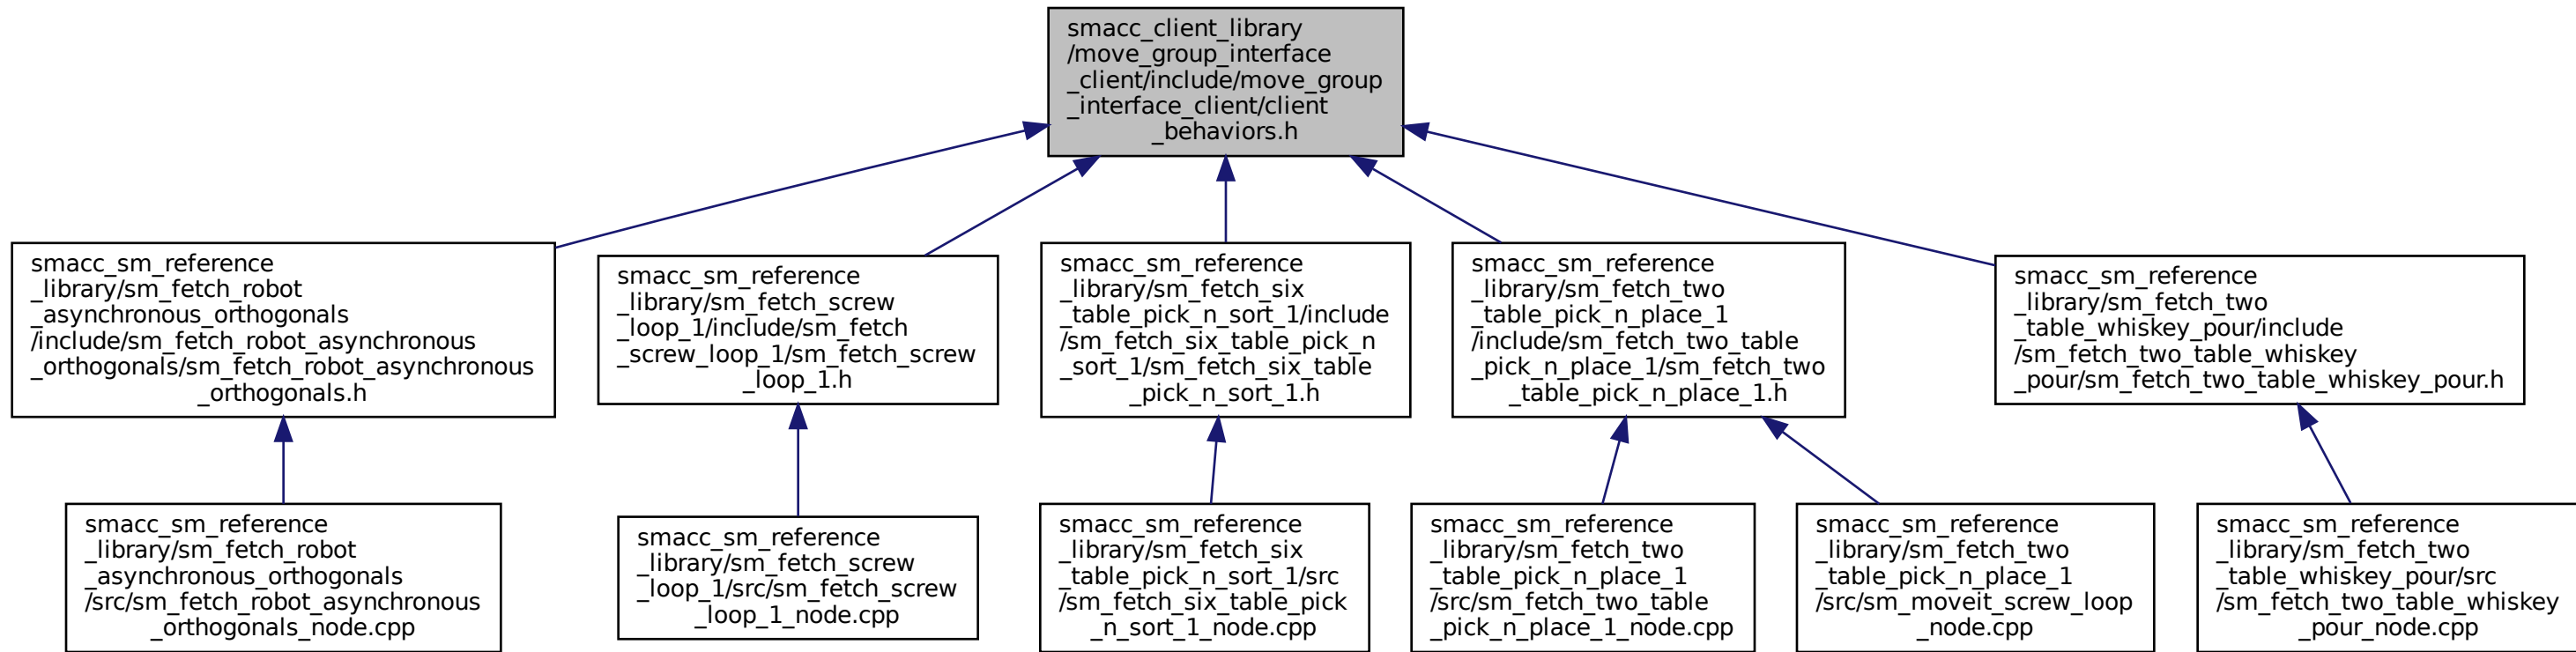 smacc_client_library
/move_group_interface
_client/include/move_group
_interface_client/client
_behaviors.h
smacc_sm_reference
_library/sm_fetch_robot
_asynchronous_orthogonals
/include/sm_fetch_robot_asynchronous
_orthogonals/sm_fetch_robot_asynchronous
_orthogonals.h
smacc_sm_reference
_library/sm_fetch_screw
_loop_1/include/sm_fetch
_screw_loop_1/sm_fetch_screw
_loop_1.h
smacc_sm_reference
_library/sm_fetch_six
_table_pick_n_sort_1/include
/sm_fetch_six_table_pick_n
_sort_1/sm_fetch_six_table
_pick_n_sort_1.h
smacc_sm_reference
_library/sm_fetch_two
_table_pick_n_place_1
/include/sm_fetch_two_table
_pick_n_place_1/sm_fetch_two
_table_pick_n_place_1.h
smacc_sm_reference
_library/sm_fetch_two
_table_whiskey_pour/include
/sm_fetch_two_table_whiskey
_pour/sm_fetch_two_table_whiskey_pour.h
smacc_sm_reference
_library/sm_fetch_robot
_asynchronous_orthogonals
/src/sm_fetch_robot_asynchronous
_orthogonals_node.cpp
smacc_sm_reference
_library/sm_fetch_screw
_loop_1/src/sm_fetch_screw
_loop_1_node.cpp
smacc_sm_reference
_library/sm_fetch_six
_table_pick_n_sort_1/src
/sm_fetch_six_table_pick
_n_sort_1_node.cpp
smacc_sm_reference
_library/sm_fetch_two
_table_pick_n_place_1
/src/sm_fetch_two_table
_pick_n_place_1_node.cpp
smacc_sm_reference
_library/sm_fetch_two
_table_pick_n_place_1
/src/sm_moveit_screw_loop
_node.cpp
smacc_sm_reference
_library/sm_fetch_two
_table_whiskey_pour/src
/sm_fetch_two_table_whiskey
_pour_node.cpp